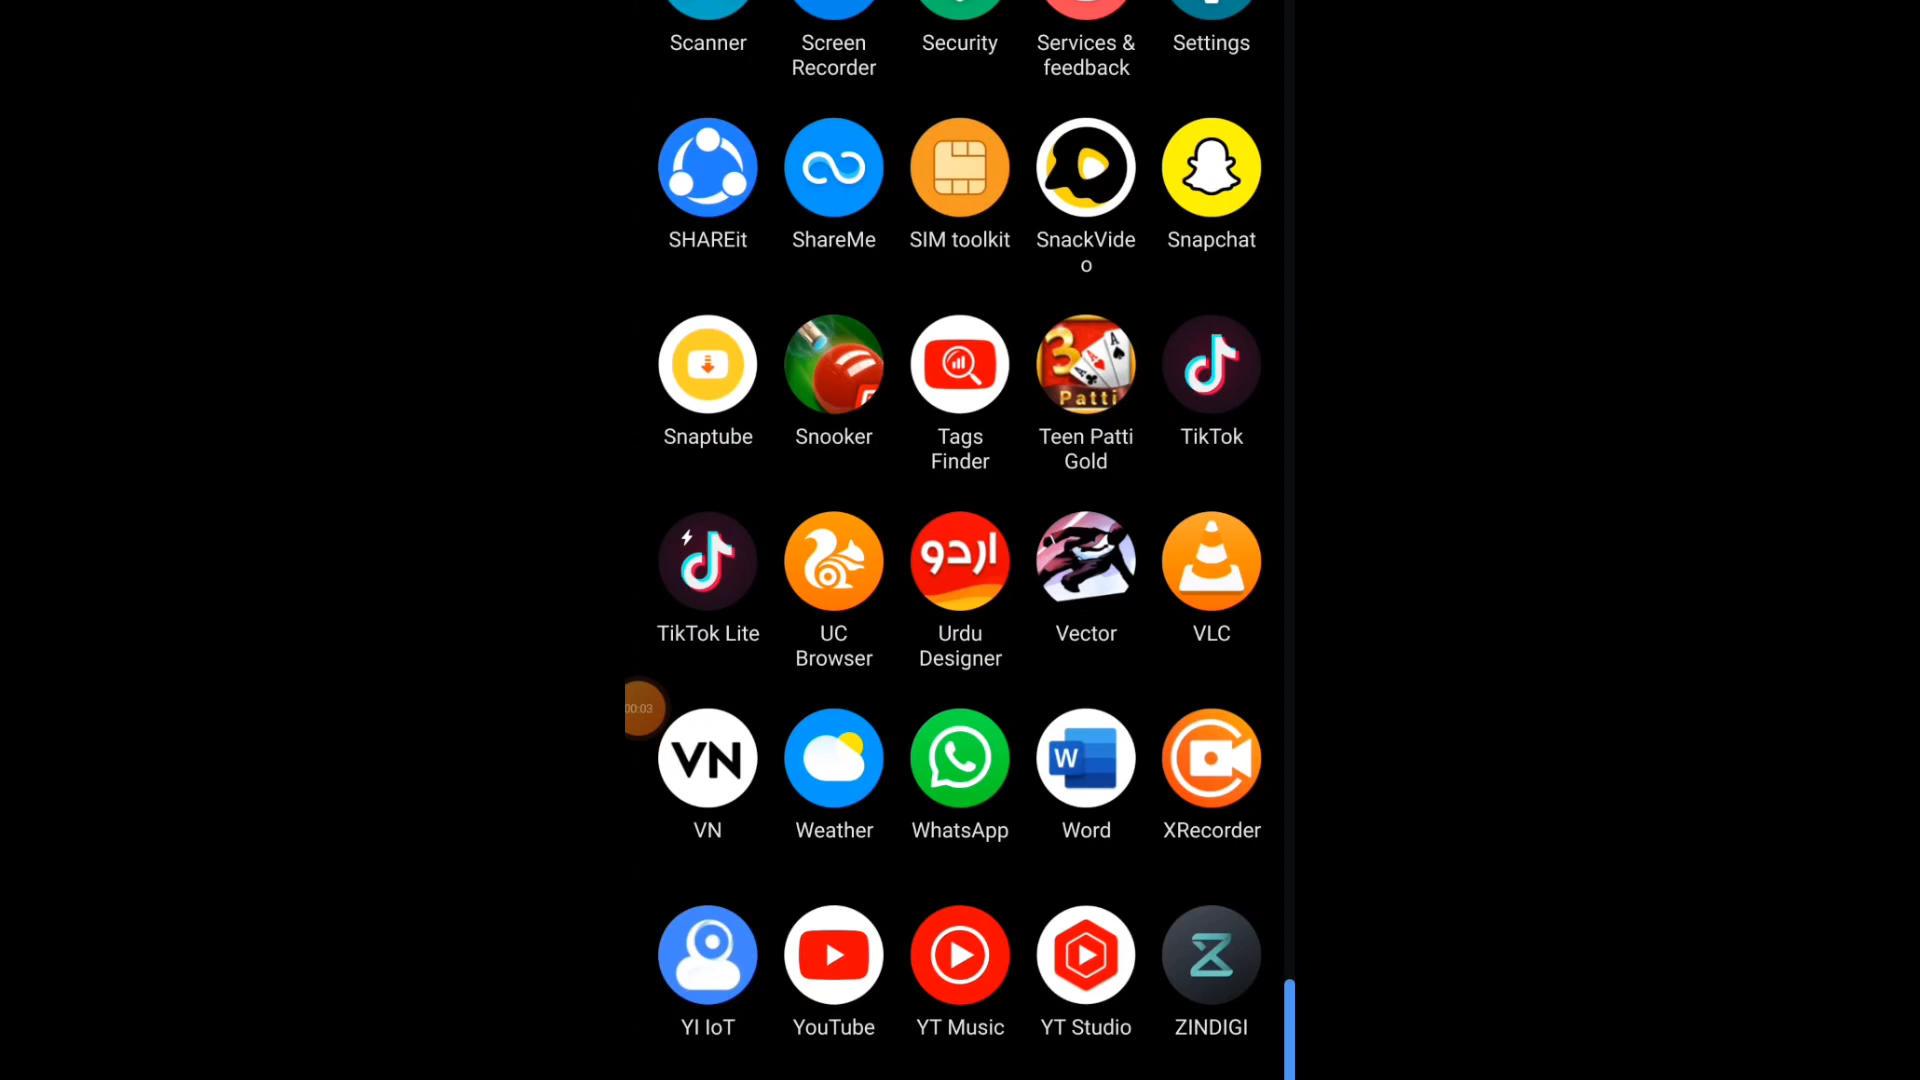 Scanner
Screen
Recorder
Security
Services &
feedback
Settings
SHAREit
ShareMe
SIM toolkit
SnackVide
o
Snapchat
3
A
A
A
Patti
Snaptube
Snooker
Tags
Finder
Teen Patti
Gold
TikTok
اردو
TikTok Lite
UC
Browser
Urdu
Designer
Vector
VLC
00:03
VN
W
VN
Weather
WhatsApp
Word
XRecorder
YI IoT
YouTube
YT Music
YT Studio
ZINDIGI